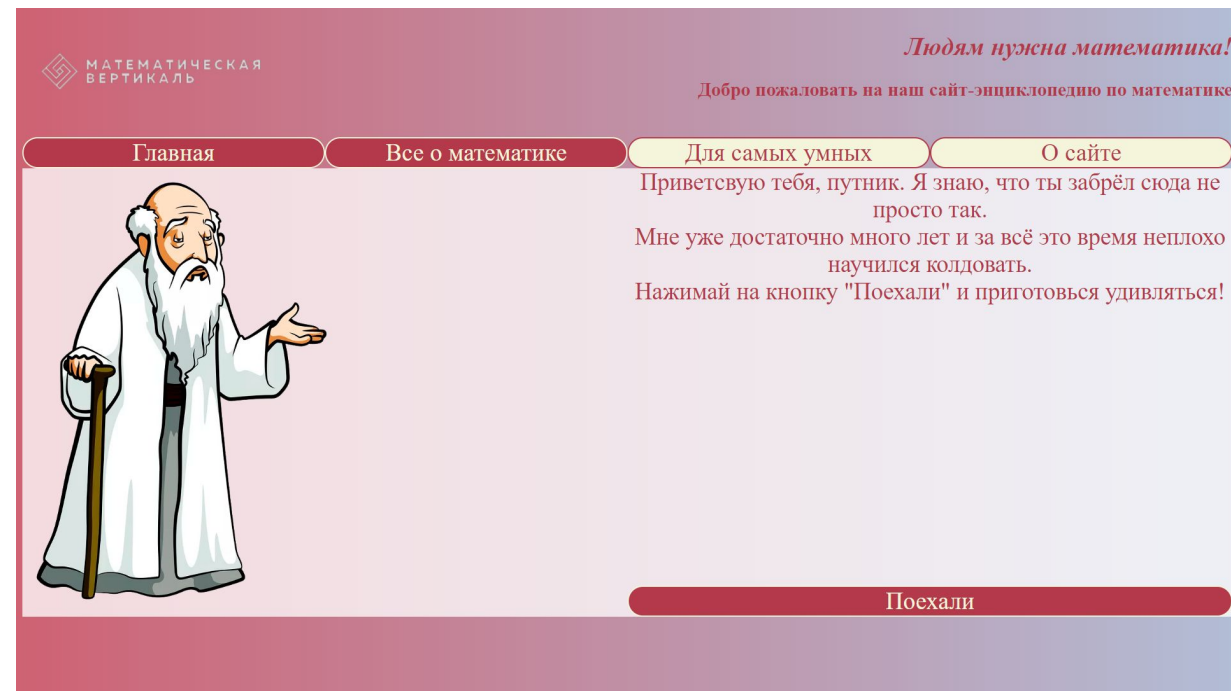 МАТЕМАТИЧЕСКАЯ
ВЕРТИКАЛЬ
Людям нужна математика!
Добро пожаловать на наш сайт-энциклопедию по математике
Главная
Все о математике
Для самых умных
О сайте
Приветсвую тебя, путник. Я знаю, что ты забрёл сюда не
просто так.
Мне уже достаточно много лет и за всё это время неплохо
научился колдовать.
Нажимай на кнопку "Поехали" и приготовься удивляться!
Поехали